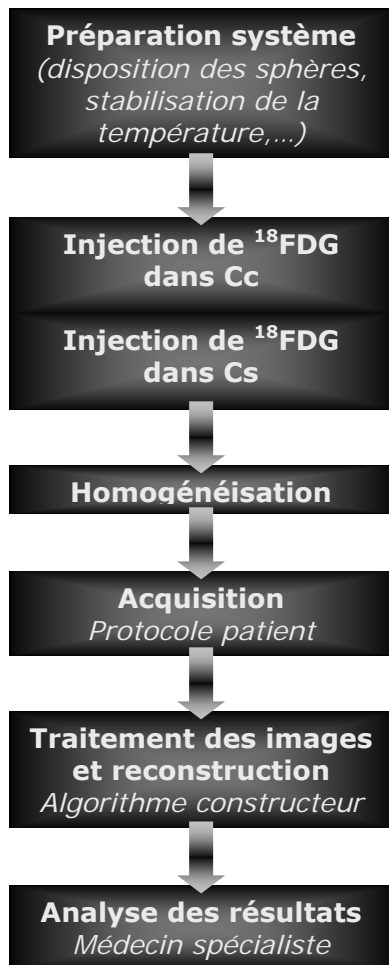 Préparation système
(disposition des sphères,
stabilisation de la
température,...)
Injection de ¹⁸FDG
dans Cc
Injection de ¹⁸FDG
dans Cs
Homogénéisation
Acquisition
Protocole patient
Traitement des images
et reconstruction
Algorithme constructeur
Analyse des résultats
Médecin spécialiste